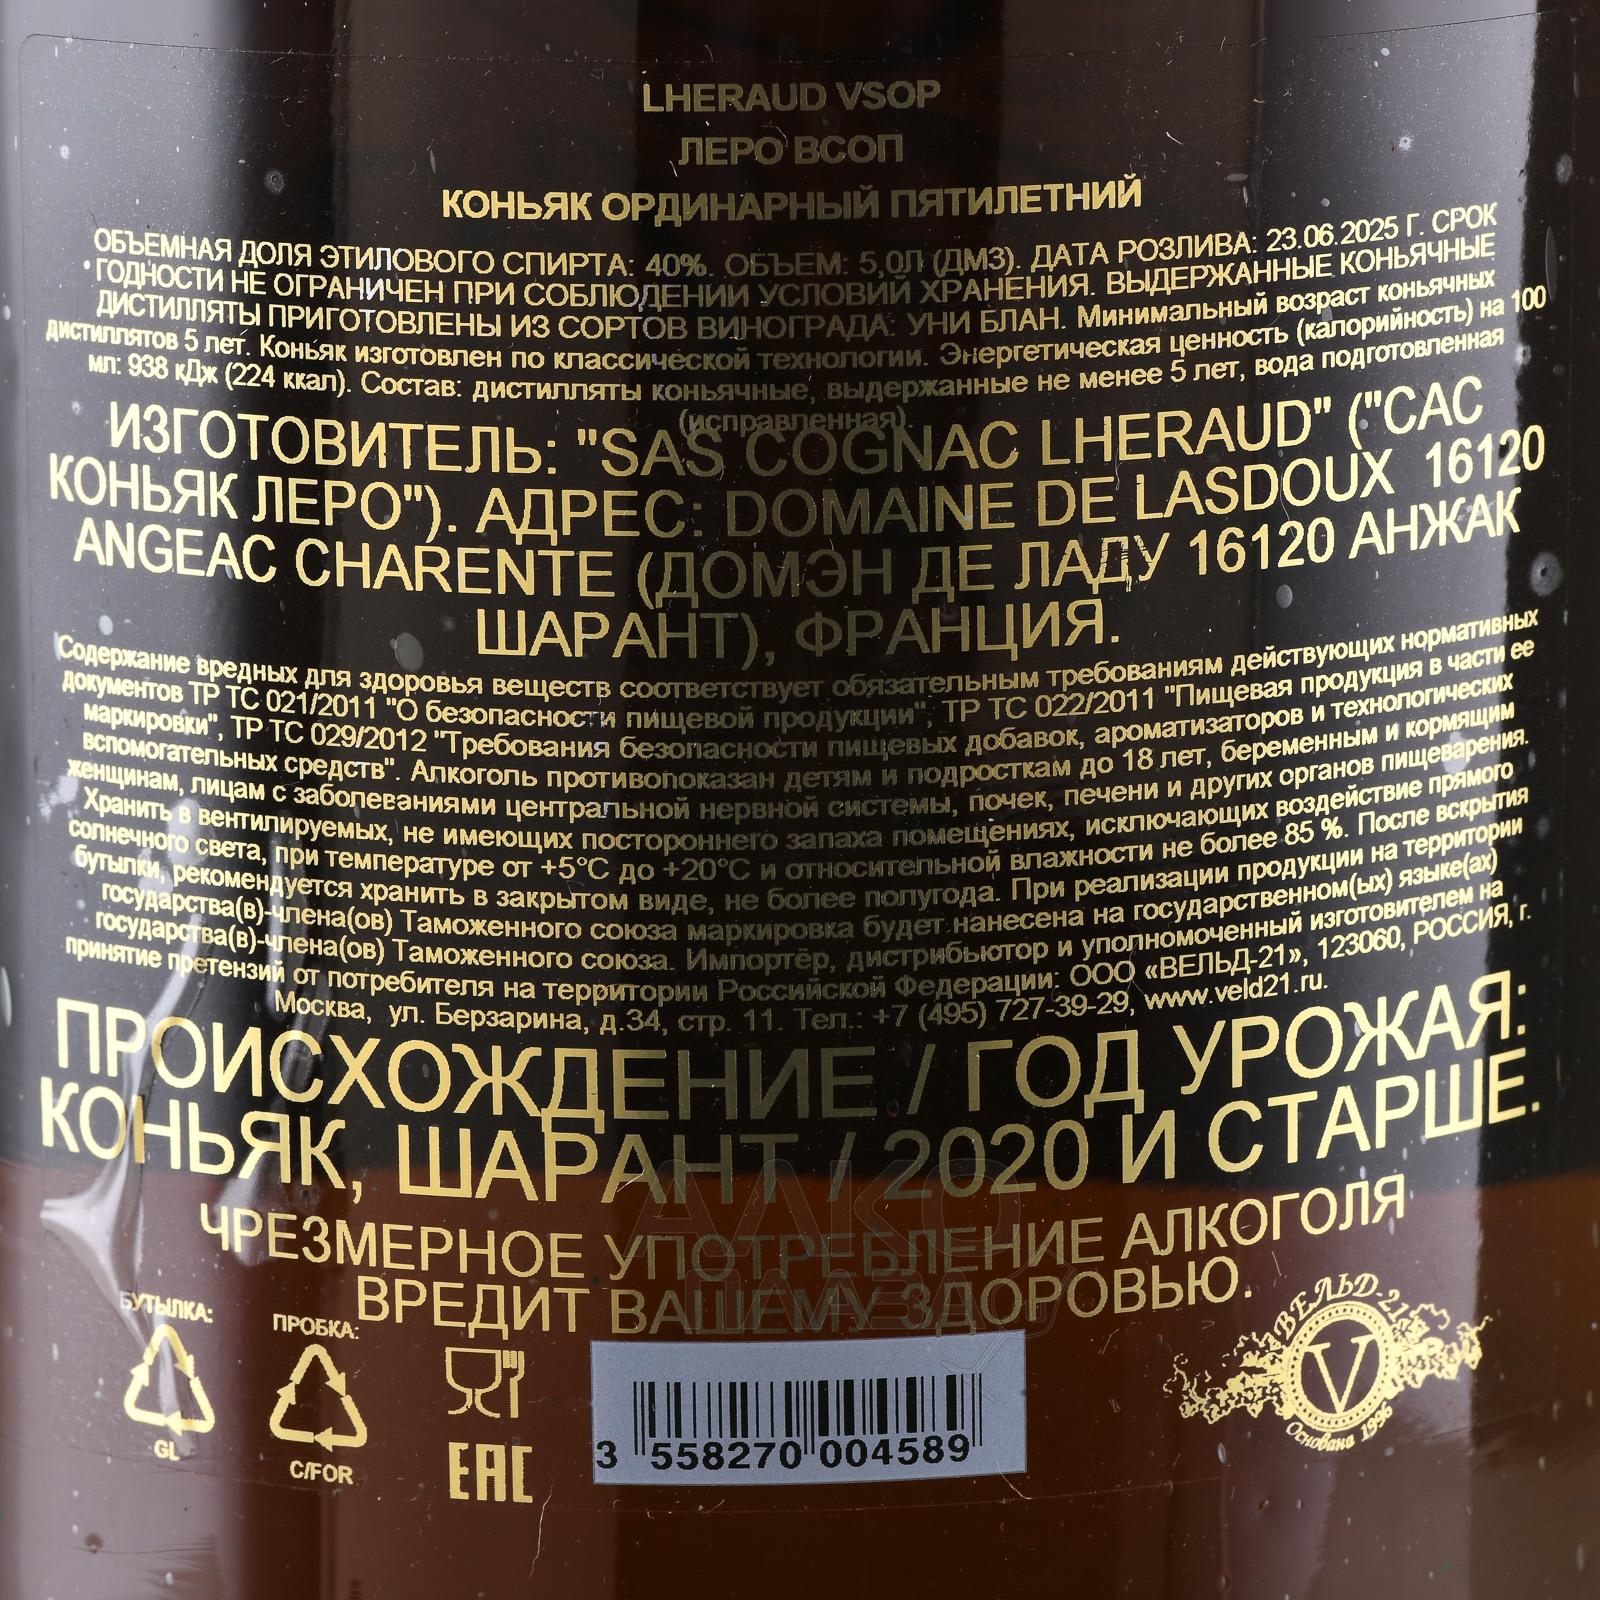 LHERAUD VSOP
ЛЕРО ВСОП
КОНЬЯК ОРДИНАРНЫЙ ПЯТИЛЕТНИЙ
ОБЪЕМНАЯ ДОЛЯ ЭТИЛОВОГО СПИРТА: 40%. ОБЪЕМ: 5,0Л (ДМ3). ДАТА РОЗЛИВА: 23.06.2025 Г. СРОК
ГОДНОСТИ НЕ ОГРАНИЧЕН ПРИ СОБЛЮДЕНИИ УСЛОВИЙ ХРАНЕНИЯ. ВЫДЕРЖАННЫЕ КОНЬЯЧНЫЕ
ДИСТИЛЛЯТЫ ПРИГОТОВЛЕНЫ ИЗ СОРТОВ ВИНОГРАДА: УНИ БЛАН. Минимальный возраст коньячных
дистиллятов 5 лет. Коньяк изготовлен по классической технологии. Энергетическая ценность (калорийность) на 100
мл: 938 кДж (224 ккал). Состав: дистилляты коньячные, выдержанные не менее 5 лет, вода подготовленная
(исправленная).
ИЗГОТОВИТЕЛЬ: "SAS COGNAC LHERAUD" ("САС
КОНЬЯК ЛЕРО"). АДРЕС: DOMAINE DE LASDOUX 16120
ANGEAC CHARENTE (ДОМЭН ДЕ ЛАДУ 16120 АНЖАК
ШАРАНТ), ФРАНЦИЯ.
Содержание вредных для здоровья веществ соответствует обязательным требованиям действующих нормативных
документов ТР ТС 021/2011 "О безопасности пищевой продукции", ТР ТС 022/2011 "Пищевая продукция в части ее
маркировки", ТР ТС 029/2012 "Требования безопасности пищевых добавок, ароматизаторов и технологических
вспомогательных средств". Алкоголь противопоказан детям и подросткам до 18 лет, беременным и кормящим
женщинам, лицам с заболеваниями центральной нервной системы, почек, печени и других органов пищеварения.
Хранить в вентилируемых, не имеющих постороннего запаха помещениях, исключающих воздействие прямого
солнечного света, при температуре от +5°С до +20°С и относительной влажности не более 85 %. После вскрытия
бутылки, рекомендуется хранить в закрытом виде, не более полугода. При реализации продукции на территории
государства(в)-члена(ов) Таможенного союза маркировка будет нанесена на государственном(ых) языке(ах)
государства(в)-члена(ов) Таможенного союза. Импортёр, дистрибьютор и уполномоченный изготовителем на
принятие претензий от потребителя на территории Российской Федерации: ООО «ВЕЛЬД-21», 123060, РОССИЯ, г.
Москва, ул. Берзарина, д.34, стр. 11. Тел.: +7 (495) 727-39-29, www.veld21.ru.
ПРОИСХОЖДЕНИЕ / ГОД УРОЖАЯ:
КОНЬЯК, ШАРАНТ / 2020 И СТАРШЕ.
ЧРЕЗМЕРНОЕ УПОТРЕБЛЕНИЕ АЛКОГОЛЯ
ВРЕДИТ ВАШЕМУ ЗДОРОВЬЮ.
БУТЫЛКА:
GL
ПРОБКА:
C/FOR
EAC
3 558270 004589
ВЕЛЬД-21
V
Основана 1996
АЛКО
ПЛАЗА